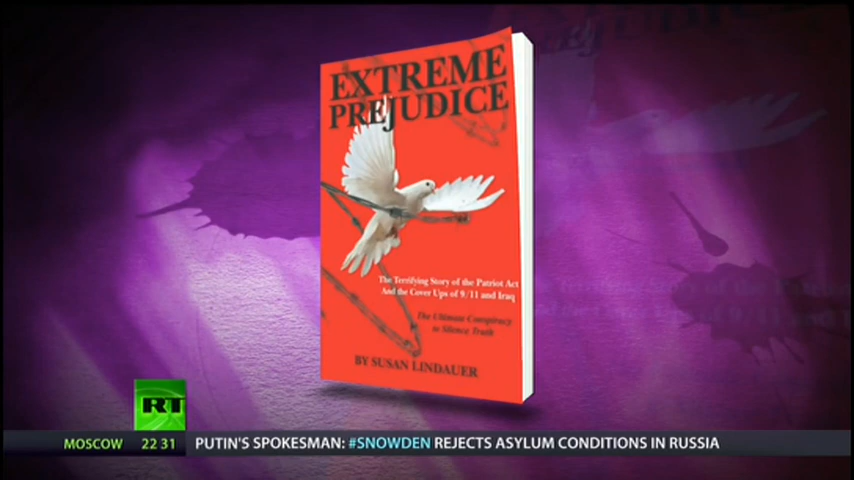 EXTREME
PREJUDICE
The Terrifying Story of the Patriot Act
And the Cover Ups of 9/11 and Iraq
The Ultimate Conspiracy
to Silence Truth
BY SUSAN LINDAUER
RT
MOSCOW 22 31 PUTIN'S SPOKESMAN: #SNOWDEN REJECTS ASYLUM CONDITIONS IN RUSSIA